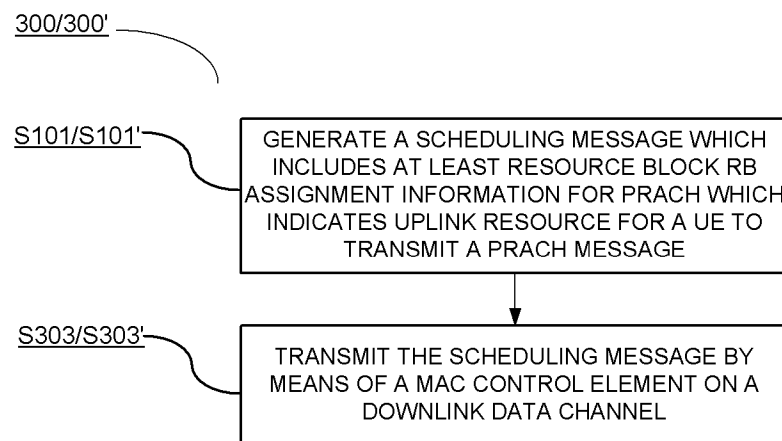 300/300'
S101/S101'
GENERATE A SCHEDULING MESSAGE WHICH
INCLUDES AT LEAST RESOURCE BLOCK RB
ASSIGNMENT INFORMATION FOR PRACH WHICH
INDICATES UPLINK RESOURCE FOR A UE TO
TRANSMIT A PRACH MESSAGE
S303/S303'
TRANSMIT THE SCHEDULING MESSAGE BY
MEANS OF A MAC CONTROL ELEMENT ON A
DOWNLINK DATA CHANNEL